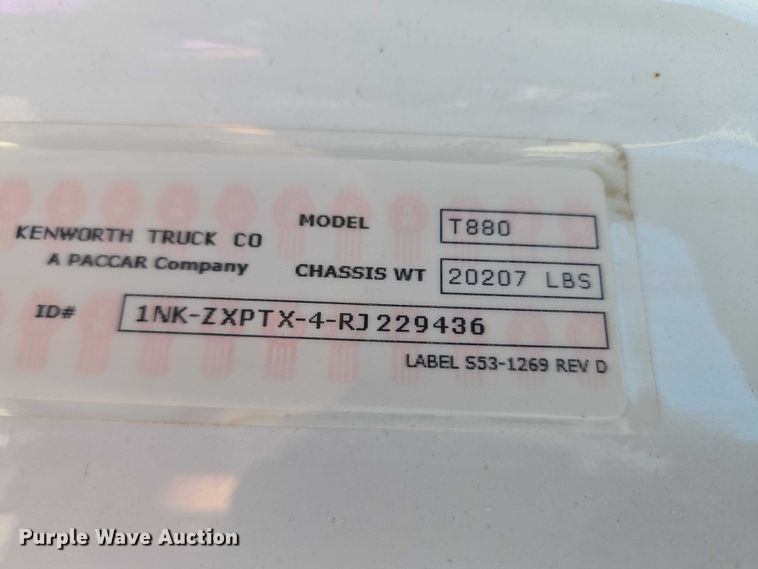 KENWORTH TRUCK CO
A PACCAR Company
MODEL T880
CHASSIS WT 20207 LBS
ID# 1NK-ZXPTX-4-RJ229436
LABEL S53-1269 REV D
Purple Wave Auction